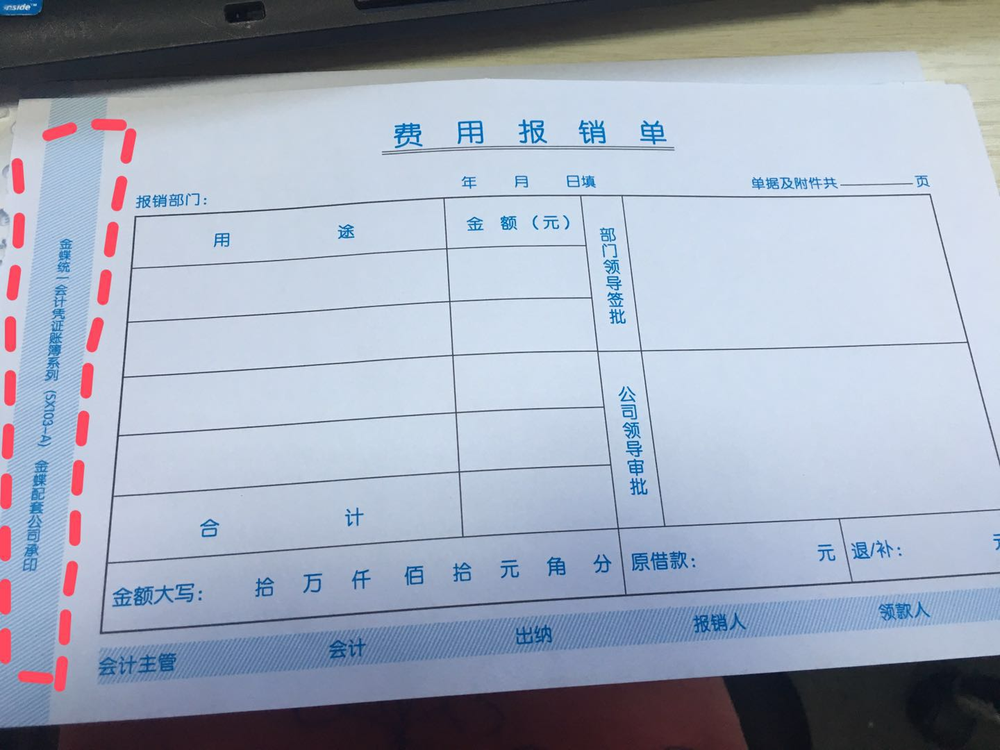 inside™
费用报销单
年 月 日填
单据及附件共 页
报销部门：
用途
金额（元）
部门领导签批
公司领导审批
合计
金额大写： 拾 万 仟 佰 拾 元 角 分
原借款： 元
退/补：
会计主管 会计 出纳 报销人 领款人
金蝶统一会计凭证账簿系列 (SX103-A) 金蝶配套公司承印